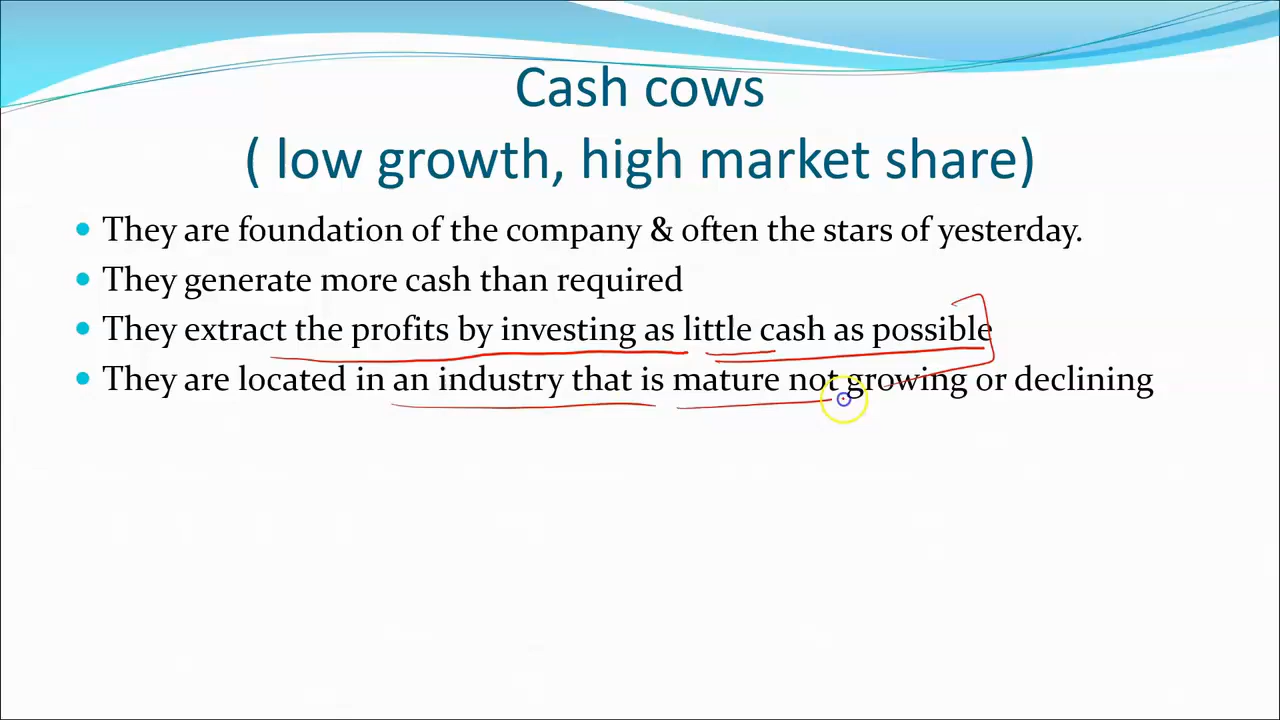 Cash cows
( low growth, high market share)
They are foundation of the company & often the stars of yesterday.
They generate more cash than required
They extract the profits by investing as little cash as possible
They are located in an industry that is mature not growing or declining